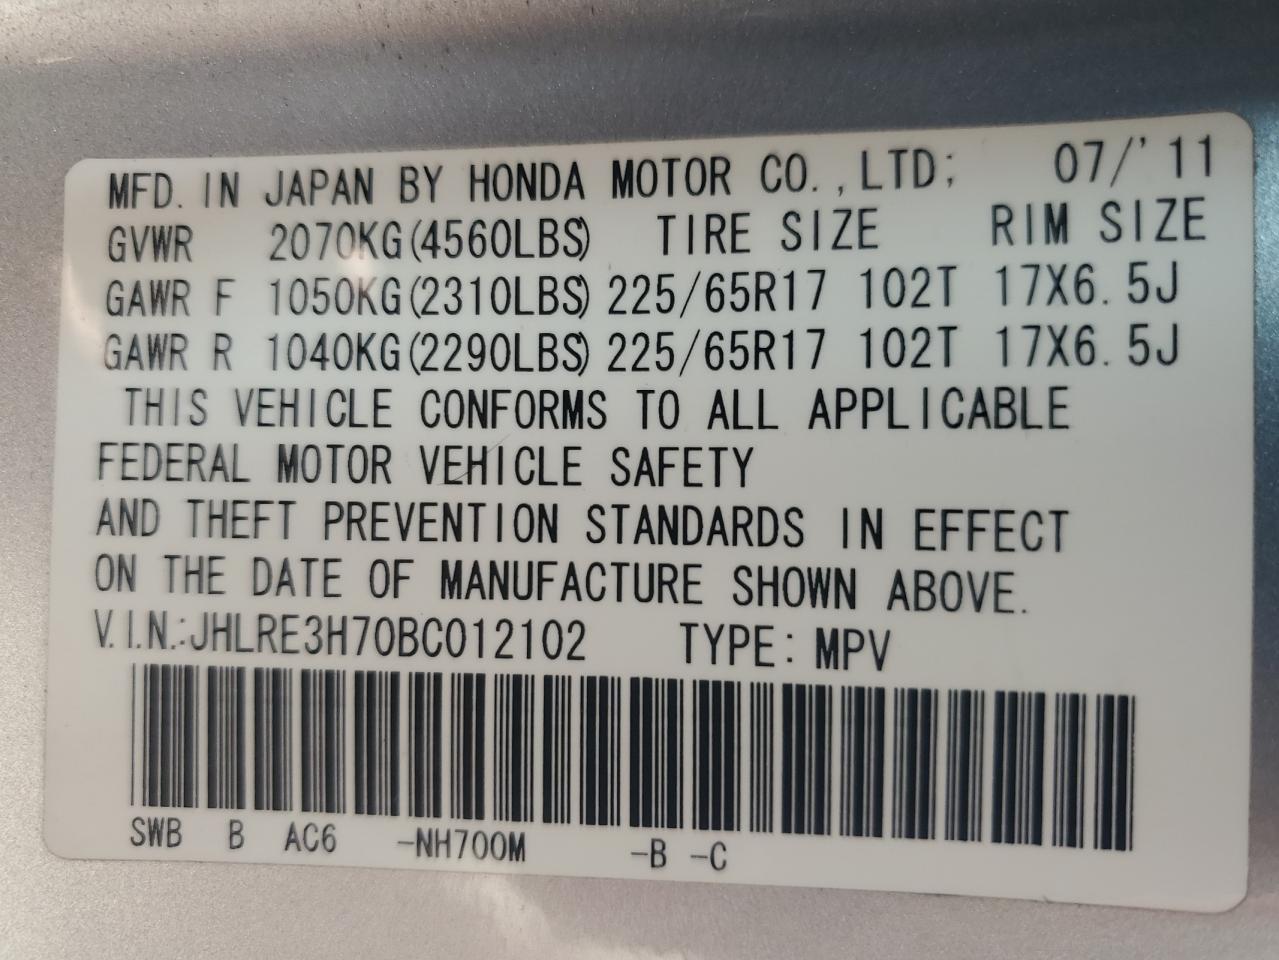 MFD. IN JAPAN BY HONDA MOTOR CO.,LTD; 07/'11
GVWR 2070KG(4560LBS) TIRE SIZE RIM SIZE
GAWR F 1050KG(2310LBS) 225/65R17 102T 17X6.5J
GAWR R 1040KG(2290LBS) 225/65R17 102T 17X6.5J
THIS VEHICLE CONFORMS TO ALL APPLICABLE
FEDERAL MOTOR VEHICLE SAFETY
AND THEFT PREVENTION STANDARDS IN EFFECT
ON THE DATE OF MANUFACTURE SHOWN ABOVE.
V.I.N.:JHLRE3H70BC012102 TYPE: MPV
SWB B AC6 -NH700M -B -C